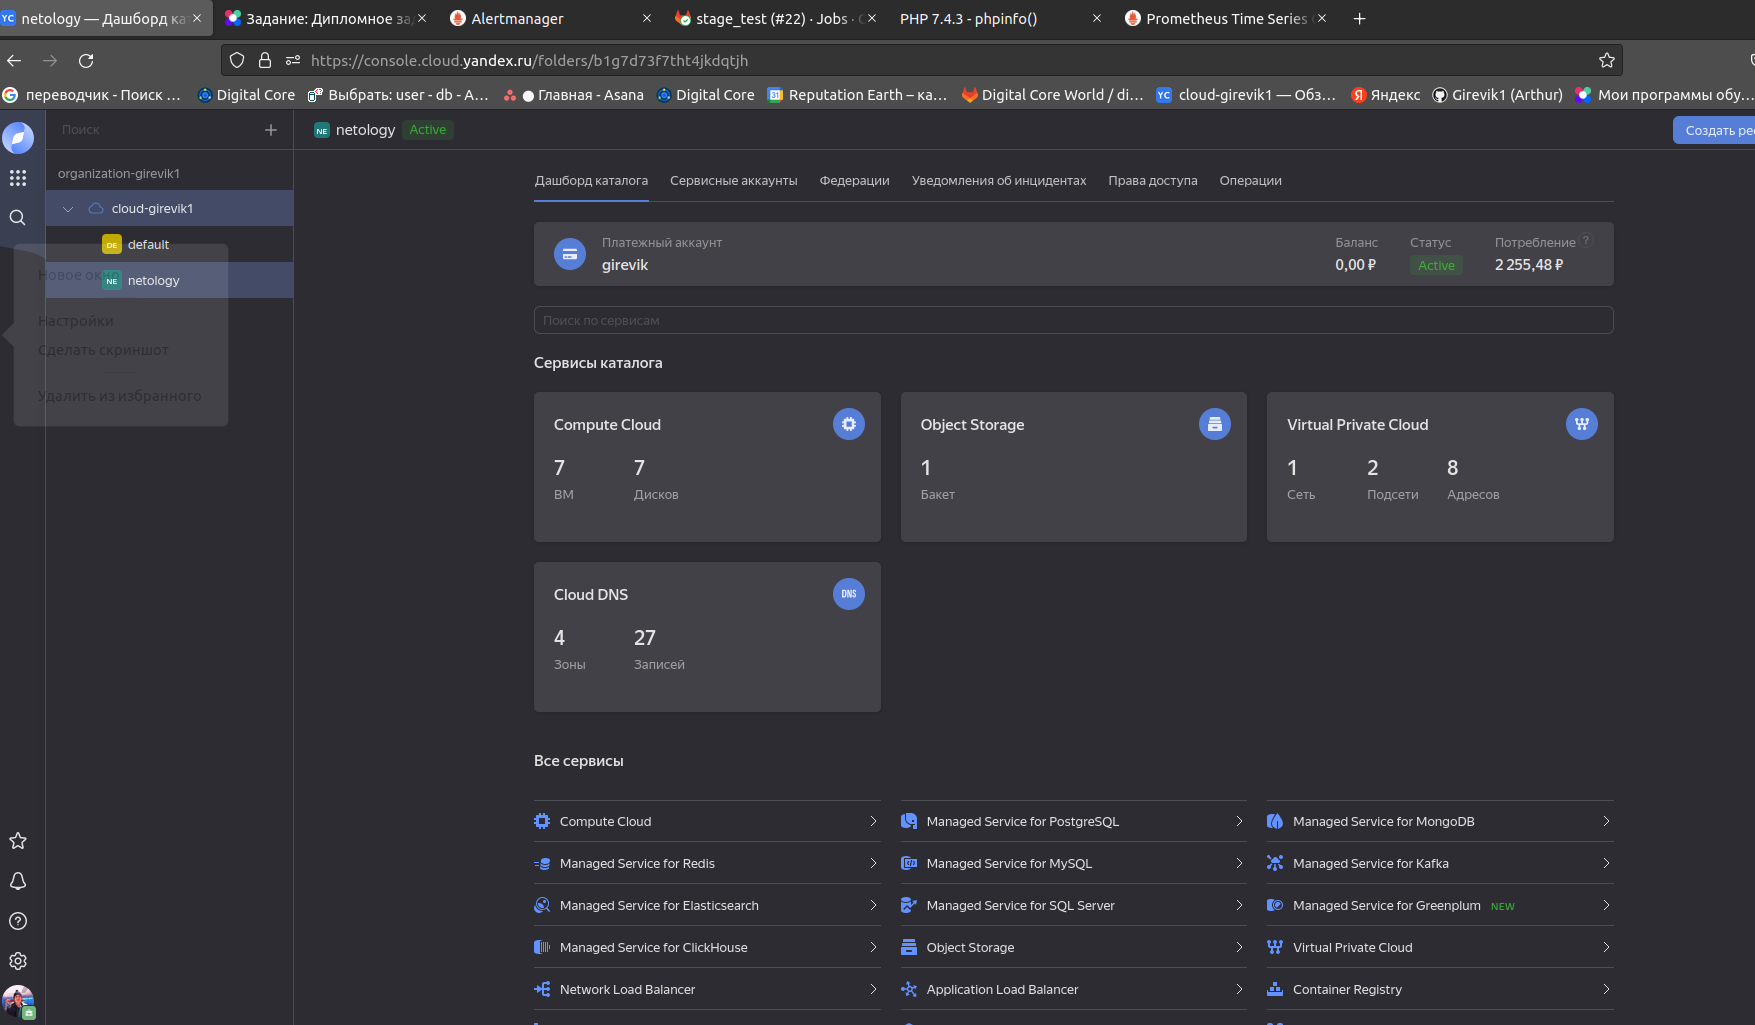 netology — Дашборд ка
Задание: Дипломное за
Alertmanager
stage_test (#22) · Jobs ·
PHP 7.4.3 - phpinfo()
Prometheus Time Series
https://console.cloud.yandex.ru/folders/b1g7d73f7tht4jkdqtjh
переводчик - Поиск ...
Digital Core
Выбрать: user - db - A...
Главная - Asana
Digital Core
Reputation Earth – ка...
Digital Core World / di...
cloud-girevik1 — Обз...
Яндекс
Girevik1 (Arthur)
Мои программы обу...
Поиск
netology Active
Создать рес
organization-girevik1
cloud-girevik1
DE default
NE netology
Новое окно
Настройки
Сделать скриншот
Удалить из избранного
Дашборд каталога Сервисные аккаунты Федерации Уведомления об инцидентах Права доступа Операции
Платежный аккаунт Баланс Статус Потребление ?
girevik 0,00 ₽ Active 2 255,48 ₽
Поиск по сервисам
Сервисы каталога
Compute Cloud
7 7
ВМ Дисков
Object Storage
1
Бакет
Virtual Private Cloud
1 2 8
Сеть Подсети Адресов
Cloud DNS DNS
4 27
Зоны Записей
Все сервисы
Compute Cloud Managed Service for PostgreSQL Managed Service for MongoDB
Managed Service for Redis Managed Service for MySQL Managed Service for Kafka
Managed Service for Elasticsearch Managed Service for SQL Server Managed Service for Greenplum NEW
Managed Service for ClickHouse Object Storage Virtual Private Cloud
Network Load Balancer Application Load Balancer Container Registry